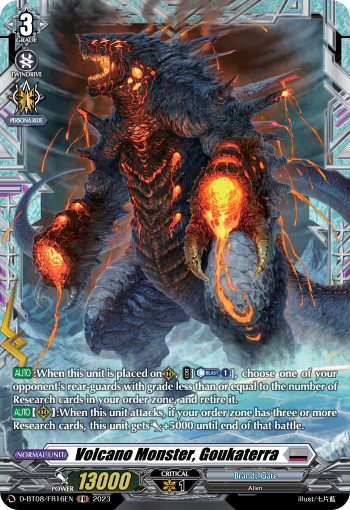 3
GRADE
TWINDRIVE
PERSONA RIDE
AUTO :When this unit is placed on , COST [ BLAST 1 ], choose one of your
opponent's rear-guards with grade less than or equal to the number of
Research cards in your order zone, and retire it.
AUTO [ ]:When this unit attacks, if your order zone has three or more
Research cards, this unit gets +5000 until end of that battle.
NORMAL UNIT
Volcano Monster, Goukaterra
POWER 13000
CRITICAL
1
Brandt Gate
Alien
D-BT08/FR16EN FR 2023
illust/七片藍